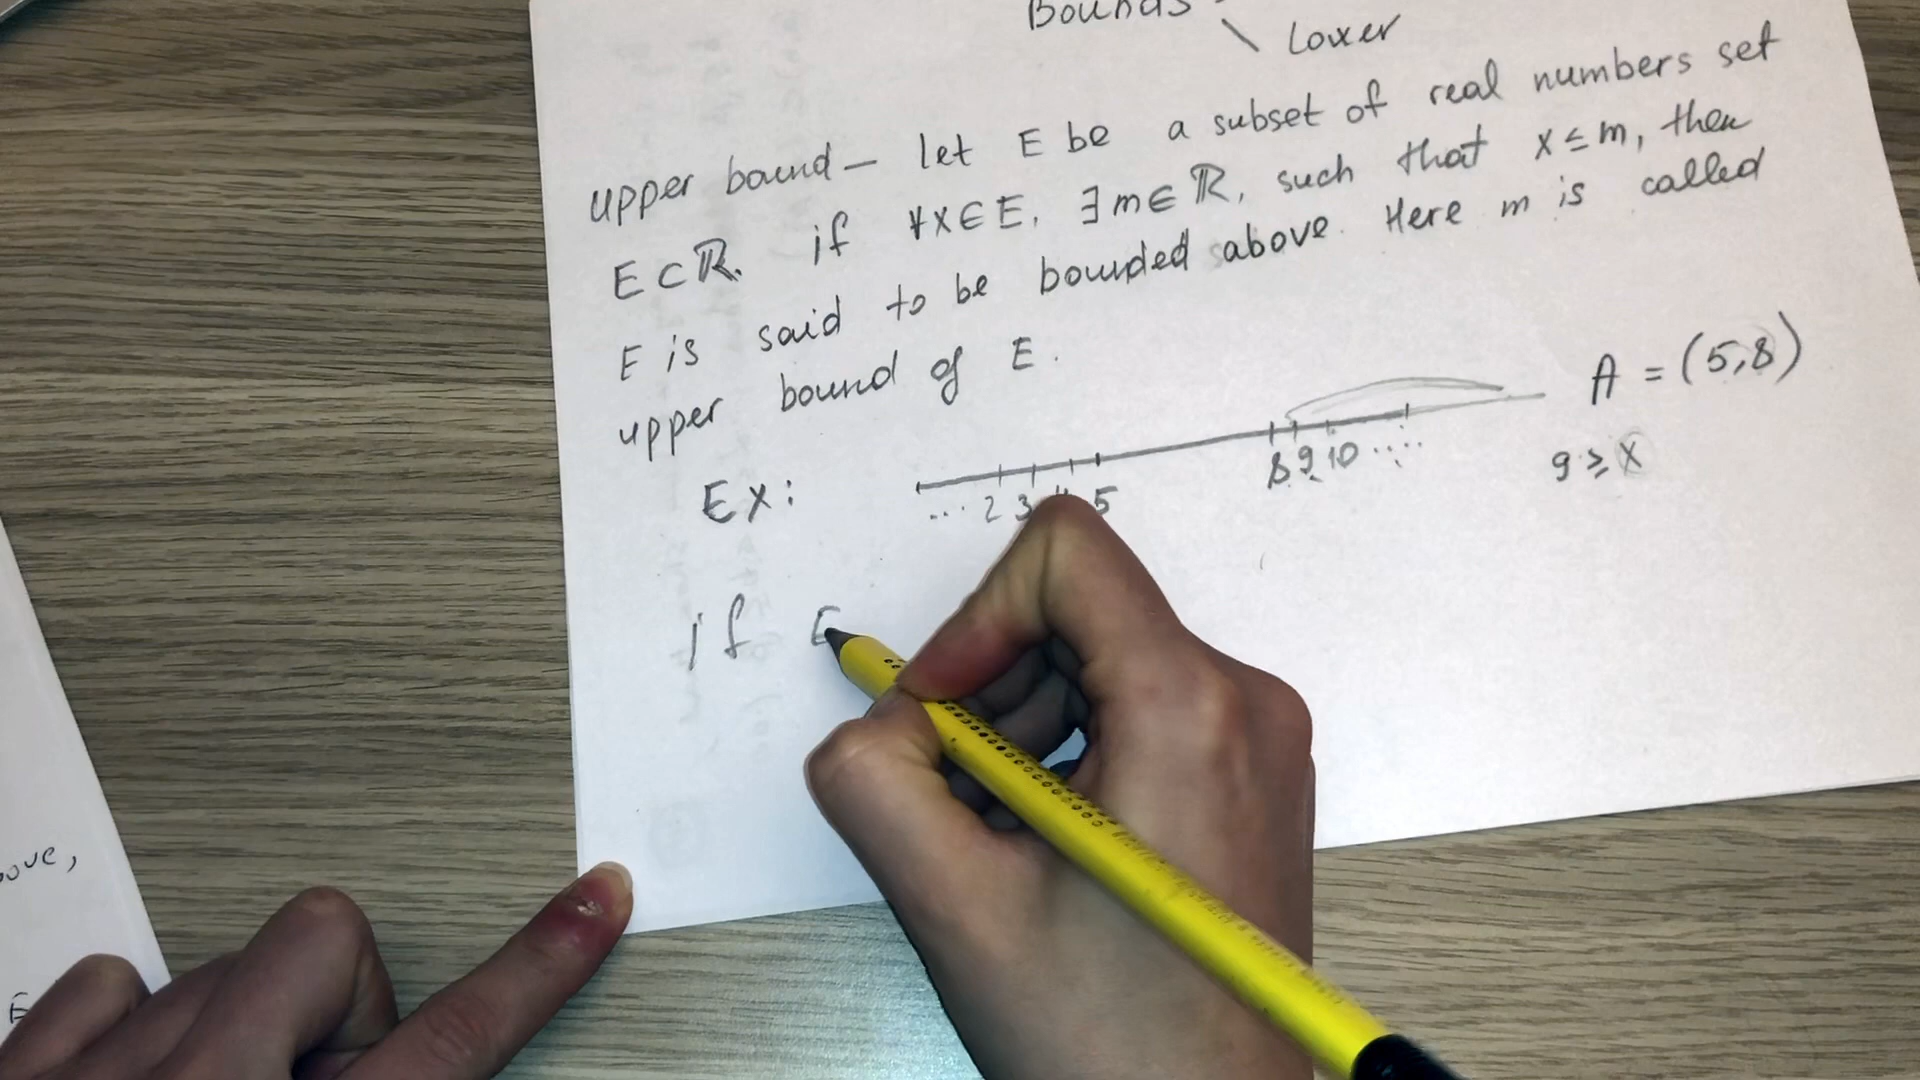 Bounds
Lower
upper bound — let E be a subset of real numbers set
E ⊂ ℝ. if ∀x∈E, ∃m∈ℝ, such that x ≤ m, then
E is said to be bounded above. Here m is called
upper bound of E.
Ex:
... 2 3 4 5 8 9 10 .....
A = (5,8)
9 ≥ x
if E
ove,
E